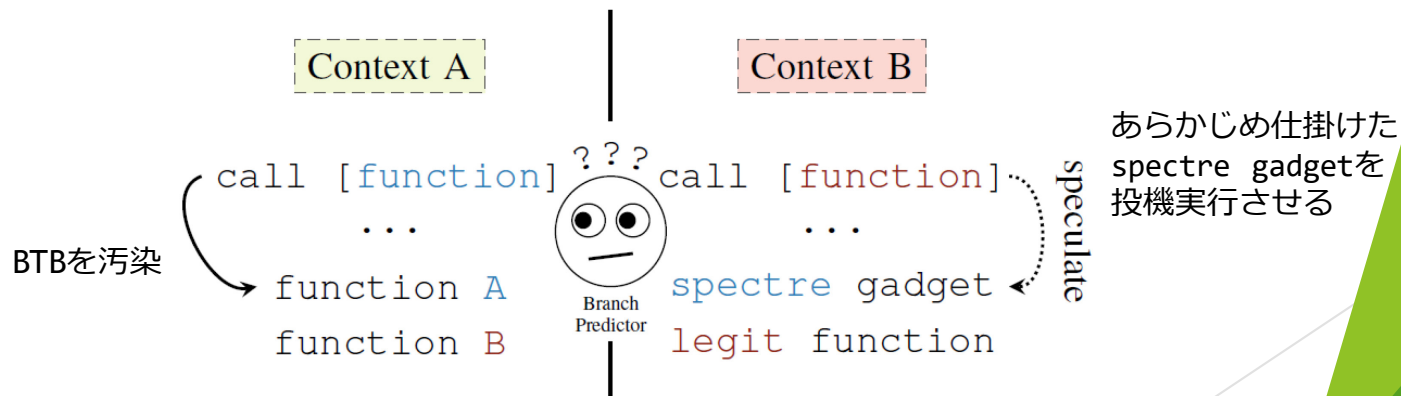 Context A
call [function]
...
BTBを汚染
function A
function B
???
Branch
Predictor
Context B
call [function]
...
spectre gadget
legit function
speculate
あらかじめ仕掛けた
spectre gadgetを
投機実行させる